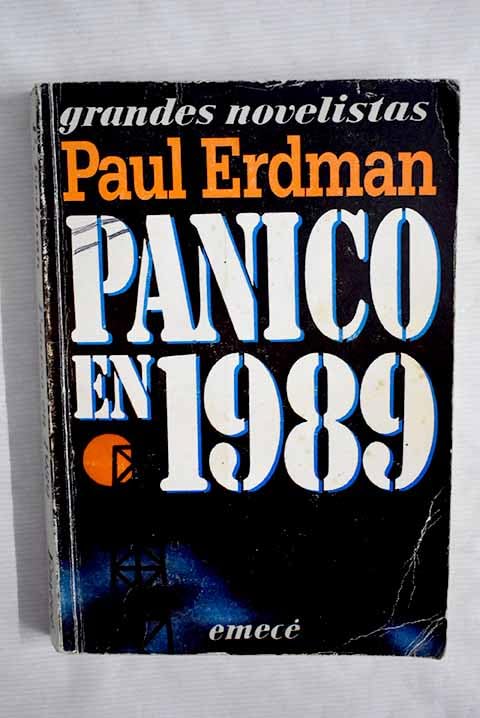 grandes novelistas
Paul Erdman
PANICO
EN 1989
emecé